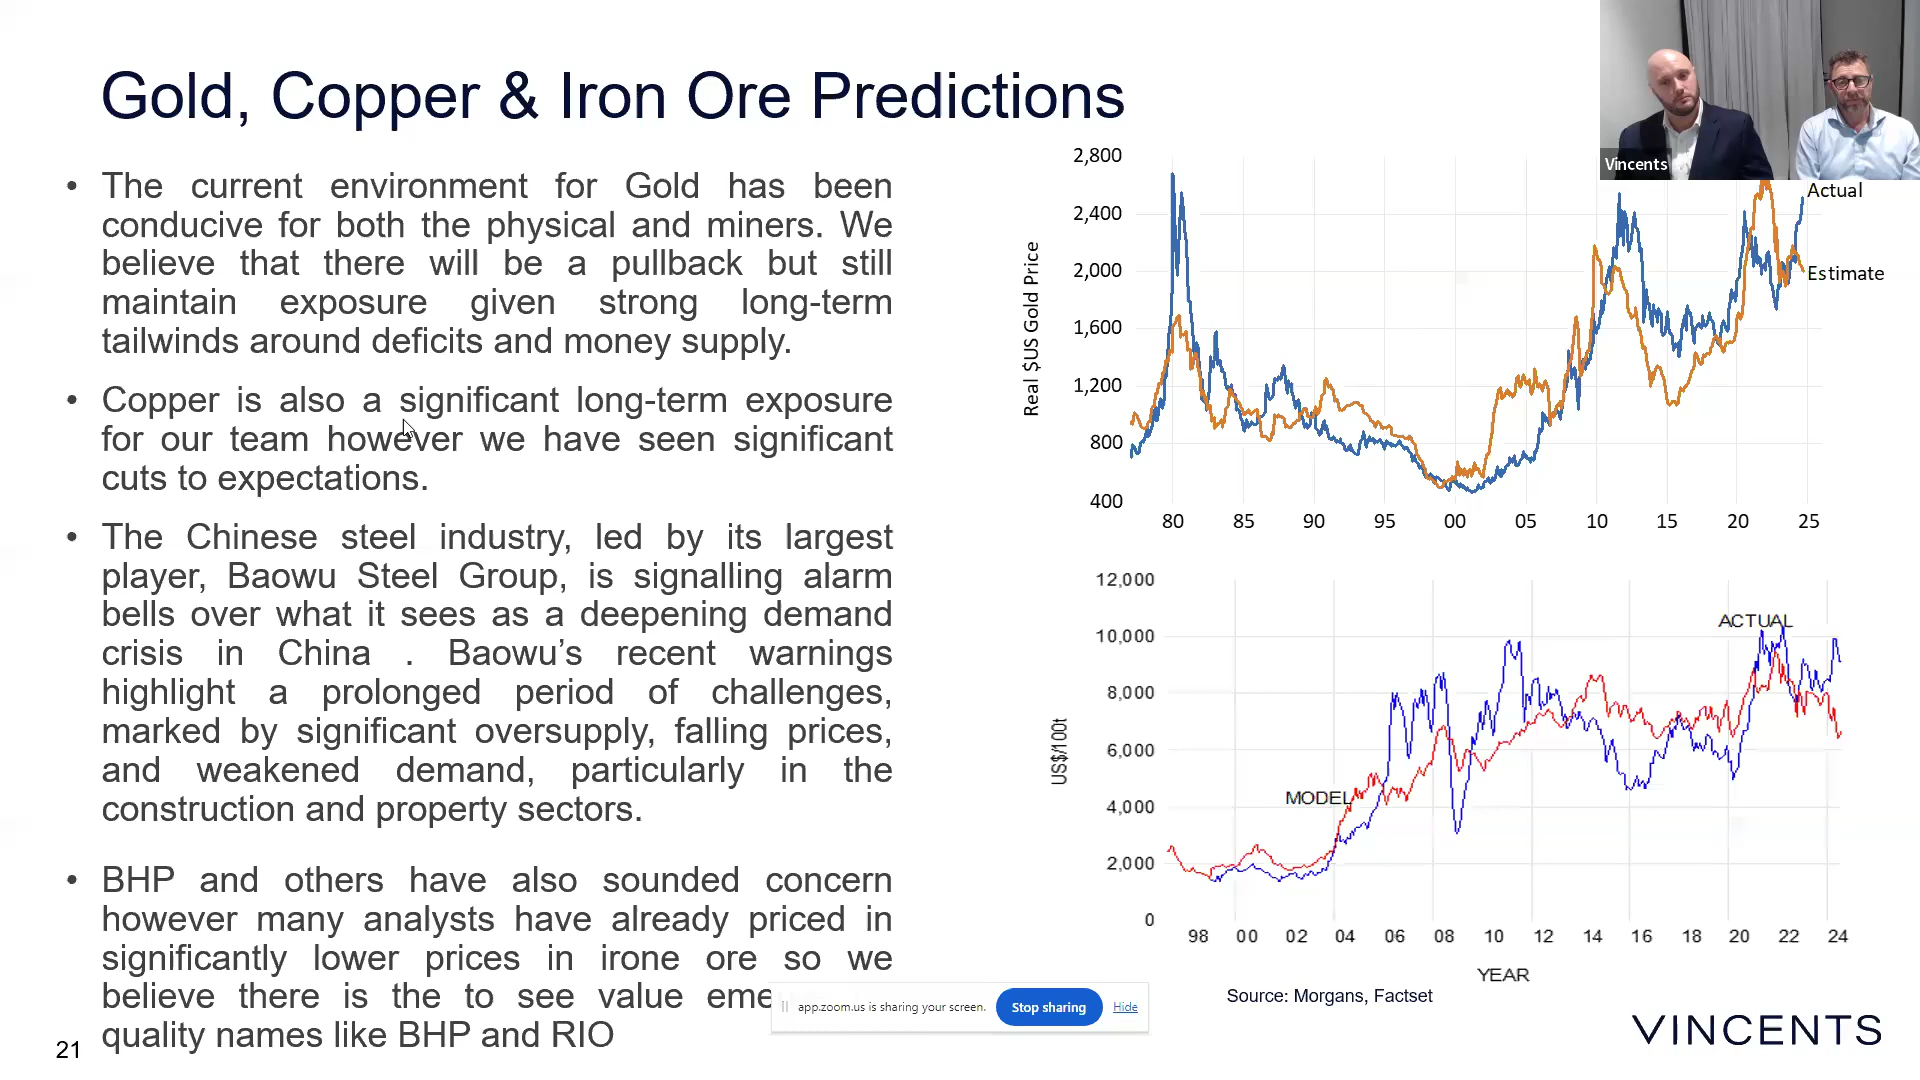 Gold, Copper & Iron Ore Predictions
• The current environment for Gold has been
conducive for both the physical and miners. We
believe that there will be a pullback but still
maintain exposure given strong long-term
tailwinds around deficits and money supply.
• Copper is also a significant long-term exposure
for our team however we have seen significant
cuts to expectations.
• The Chinese steel industry, led by its largest
player, Baowu Steel Group, is signalling alarm
bells over what it sees as a deepening demand
crisis in China . Baowu’s recent warnings
highlight a prolonged period of challenges,
marked by significant oversupply, falling prices,
and weakened demand, particularly in the
construction and property sectors.
• BHP and others have also sounded concern
however many analysts have already priced in
significantly lower prices in irone ore so we
believe there is the to see value
quality names like BHP and RIO
21
Vincents
2,800
2,400
2,000
1,600
1,200
800
400
Real $US Gold Price
Actual
Estimate
80 85 90 95 00 05 10 15 20 25
12,000
10,000
8,000
6,000
4,000
2,000
0
US$/100t
ACTUAL
MODEL
98 00 02 04 06 08 10 12 14 16 18 20 22 24
YEAR
Source: Morgans, Factset
app.zoom.us is sharing your screen. Stop sharing Hide
VINCENTS